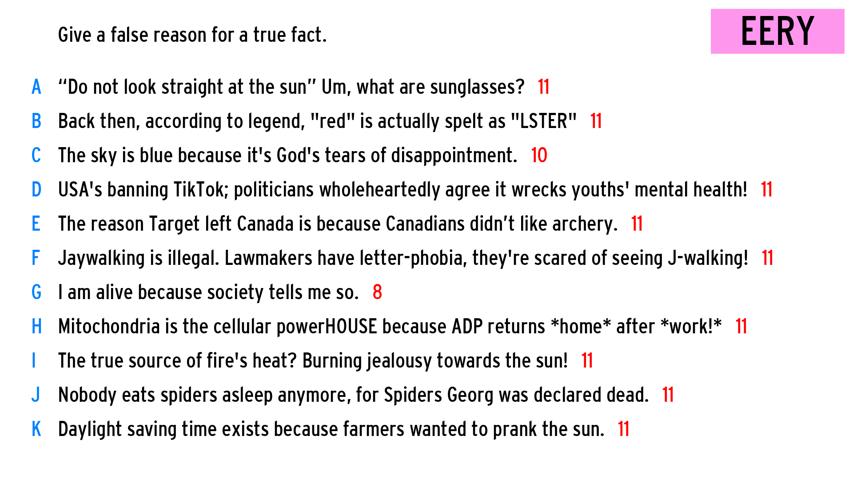 Give a false reason for a true fact.
EERY
A “Do not look straight at the sun” Um, what are sunglasses? 11
B Back then, according to legend, "red" is actually spelt as "LSTER" 11
C The sky is blue because it's God's tears of disappointment. 10
D USA's banning TikTok; politicians wholeheartedly agree it wrecks youths' mental health! 11
E The reason Target left Canada is because Canadians didn’t like archery. 11
F Jaywalking is illegal. Lawmakers have letter-phobia, they're scared of seeing J-walking! 11
G I am alive because society tells me so. 8
H Mitochondria is the cellular powerHOUSE because ADP returns *home* after *work!* 11
I The true source of fire's heat? Burning jealousy towards the sun! 11
J Nobody eats spiders asleep anymore, for Spiders Georg was declared dead. 11
K Daylight saving time exists because farmers wanted to prank the sun. 11